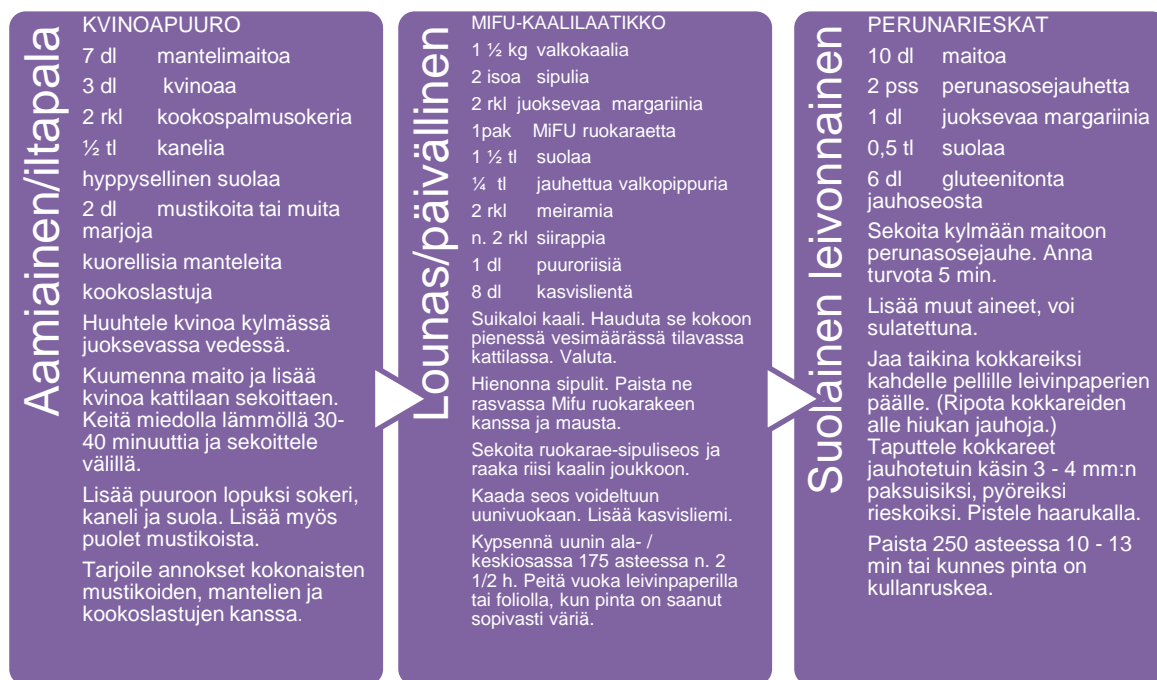 Aamiainen/iltapala
KVINOAPUURO
7 dl mantelimaitoa
3 dl kvinoaa
2 rkl kookospalmusokeria
½ tl kanelia
hyppysellinen suolaa
2 dl mustikoita tai muita
marjoja
kuorellisia manteleita
kookoslastuja
Huuhtele kvinoa kylmässä
juoksevassa vedessä.
Kuumenna maito ja lisää
kvinoa kattilaan sekoittaen.
Keitä miedolla lämmöllä 30-
40 minuuttia ja sekoittele
välillä.
Lisää puuroon lopuksi sokeri,
kaneli ja suola. Lisää myös
puolet mustikoista.
Tarjoile annokset kokonaisten
mustikoiden, mantelien ja
kookoslastujen kanssa.
Lounas/päivällinen
MIFU-KAALILAATIKKO
1 ½ kg valkokaalia
2 isoa sipulia
2 rkl juoksevaa margariinia
1pak MiFU ruokaraetta
1 ½ tl suolaa
¼ tl jauhettua valkopippuria
2 rkl meiramia
n. 2 rkl siirappia
1 dl puuroriisiä
8 dl kasvislientä
Suikaloi kaali. Hauduta se kokoon
pienessä vesimäärässä tilavassa
kattilassa. Valuta.
Hienonna sipulit. Paista ne
rasvassa Mifu ruokarakeen
kanssa ja mausta.
Sekoita ruokarae-sipuliseos ja
raaka riisi kaalin joukkoon.
Kaada seos voideltuun
uunivuokaan. Lisää kasvisliemi.
Kypsennä uunin ala- /
keskiosassa 175 asteessa n. 2
1/2 h. Peitä vuoka leivinpaperilla
tai foliolla, kun pinta on saanut
sopivasti väriä.
Suolainen leivonnainen
PERUNARIESKAT
10 dl maitoa
2 pss perunasosejauhetta
1 dl juoksevaa margariinia
0,5 tl suolaa
6 dl gluteenitonta
jauhoseosta
Sekoita kylmään maitoon
perunasosejauhe. Anna
turvota 5 min.
Lisää muut aineet, voi
sulatettuna.
Jaa taikina kokkareiksi
kahdelle pellille leivinpaperien
päälle. (Ripota kokkareiden
alle hiukan jauhoja.)
Taputtele kokkareet
jauhotetuin käsin 3 - 4 mm:n
paksuisiksi, pyöreiksi
rieskoiksi. Pistele haarukalla.
Paista 250 asteessa 10 - 13
min tai kunnes pinta on
kullanruskea.